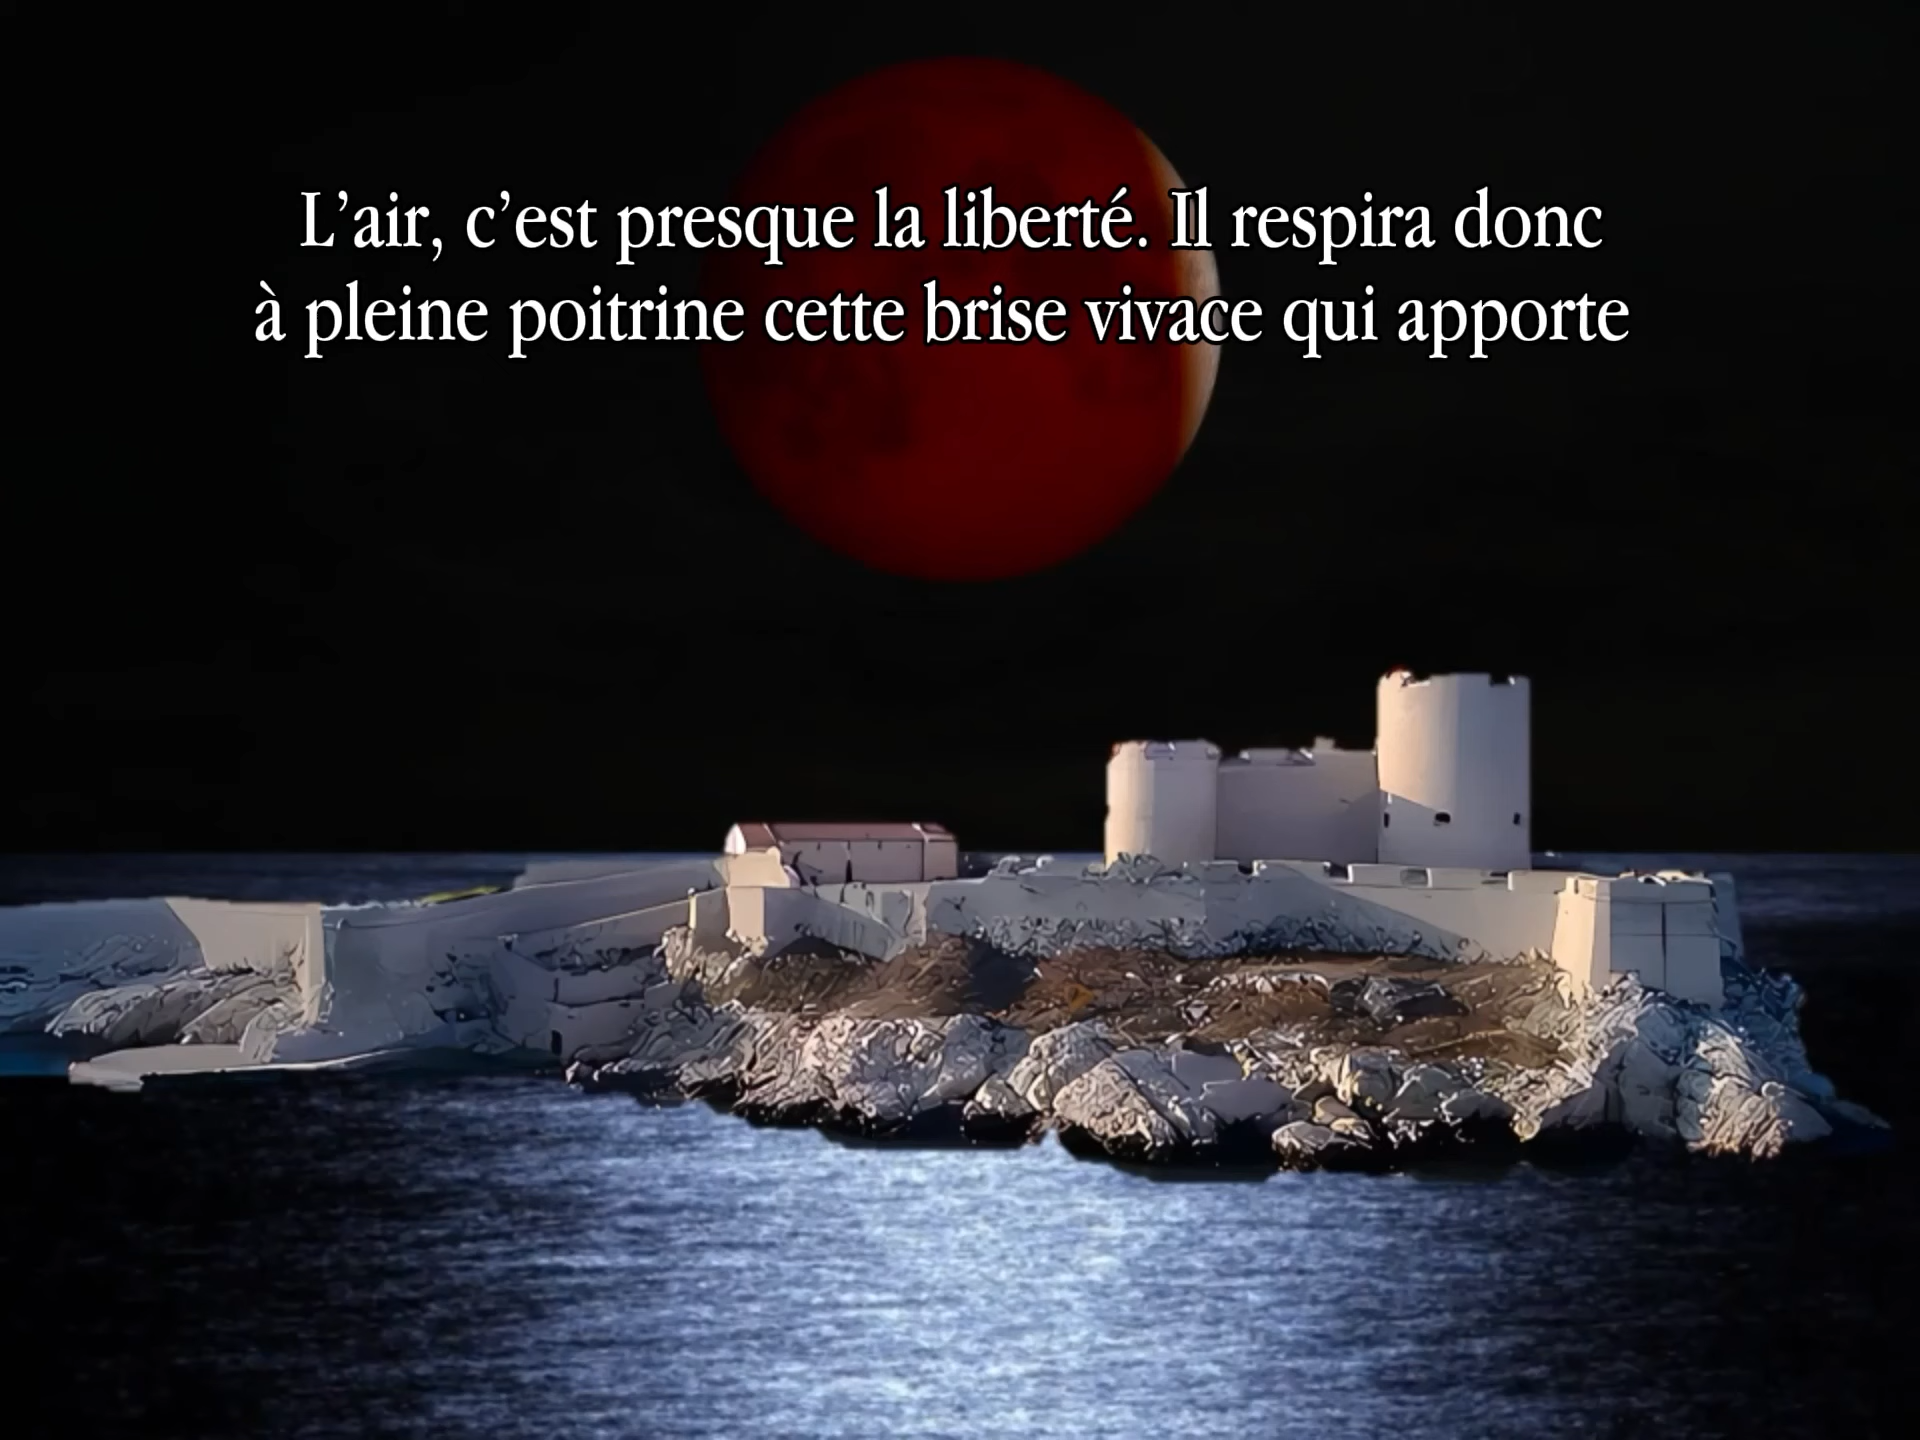 L’air, c’est presque la liberté. Il respira donc
à pleine poitrine cette brise vivace qui apporte